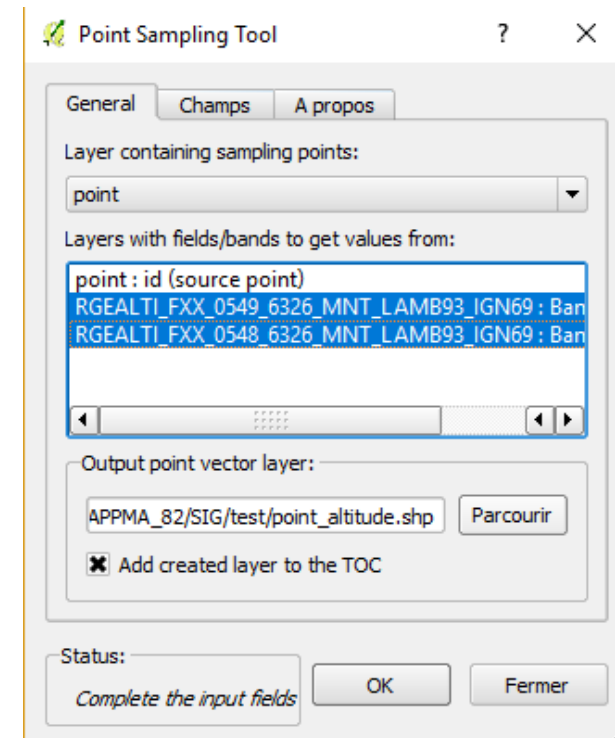 Point Sampling Tool ? ×
General Champs A propos
Layer containing sampling points:
point
Layers with fields/bands to get values from:
point : id (source point)
RGEALTI_FXX_0549_6326_MNT_LAMB93_IGN69 : Ban
RGEALTI_FXX_0548_6326_MNT_LAMB93_IGN69 : Ban
Output point vector layer:
APPMA_82/SIG/test/point_altitude.shp Parcourir
Add created layer to the TOC
Status:
Complete the input fields OK Fermer